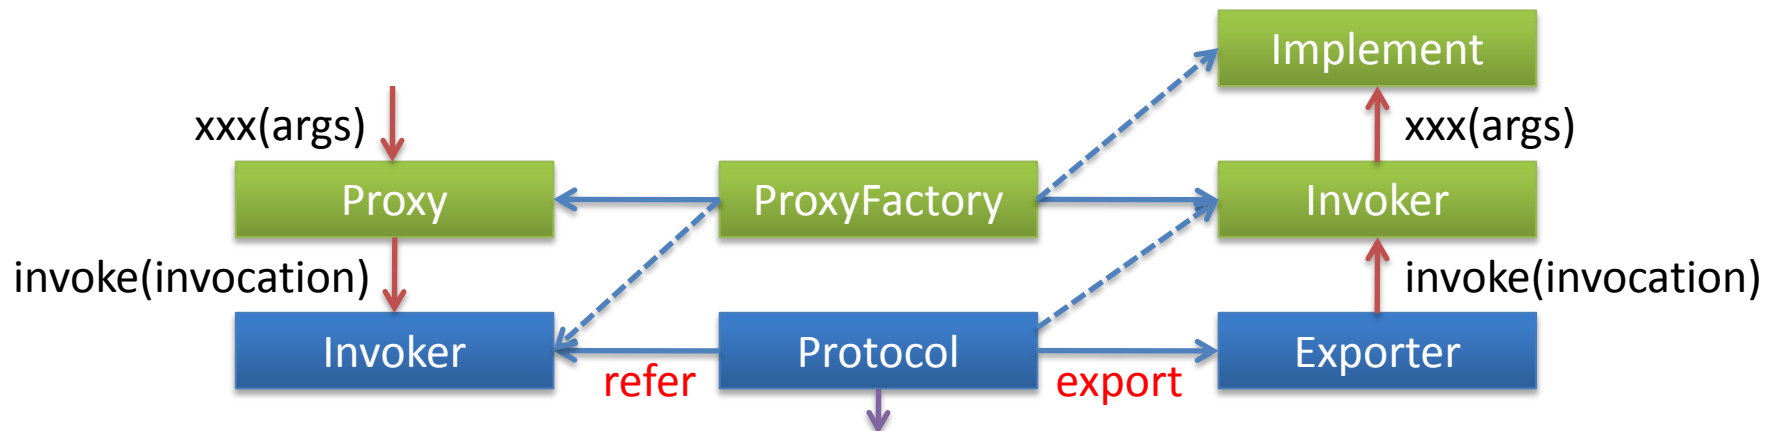 Implement
xxx(args)
xxx(args)
Proxy
ProxyFactory
Invoker
invoke(invocation)
invoke(invocation)
Invoker
Protocol
Exporter
refer
export